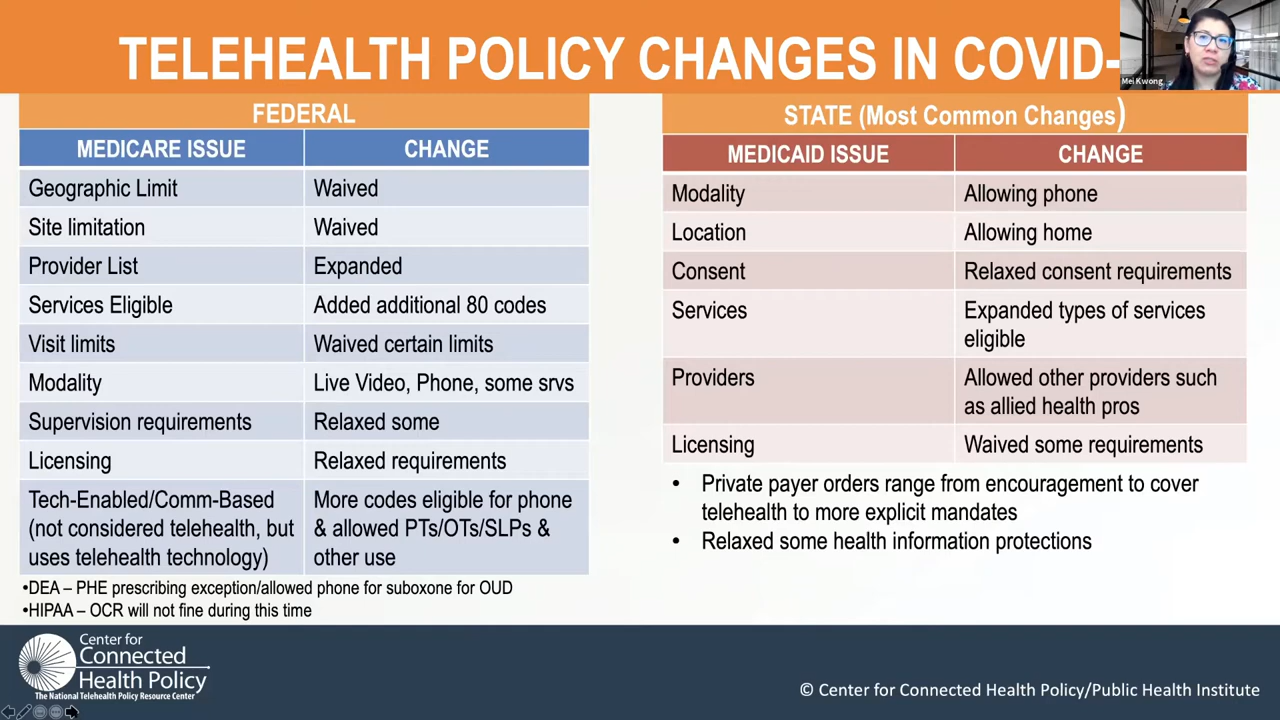 TELEHEALTH POLICY CHANGES IN COVID-
Mei Kwong
FEDERAL
MEDICARE ISSUE CHANGE
Geographic Limit Waived
Site limitation Waived
Provider List Expanded
Services Eligible Added additional 80 codes
Visit limits Waived certain limits
Modality Live Video, Phone, some srvs
Supervision requirements Relaxed some
Licensing Relaxed requirements
Tech-Enabled/Comm-Based More codes eligible for phone
(not considered telehealth, but & allowed PTs/OTs/SLPs &
uses telehealth technology) other use
•DEA – PHE prescribing exception/allowed phone for suboxone for OUD
•HIPAA – OCR will not fine during this time
STATE (Most Common Changes)
MEDICAID ISSUE CHANGE
Modality Allowing phone
Location Allowing home
Consent Relaxed consent requirements
Services Expanded types of services
eligible
Providers Allowed other providers such
as allied health pros
Licensing Waived some requirements
• Private payer orders range from encouragement to cover
telehealth to more explicit mandates
• Relaxed some health information protections
Center for
Connected
Health Policy
The National Telehealth Policy Resource Center
© Center for Connected Health Policy/Public Health Institute